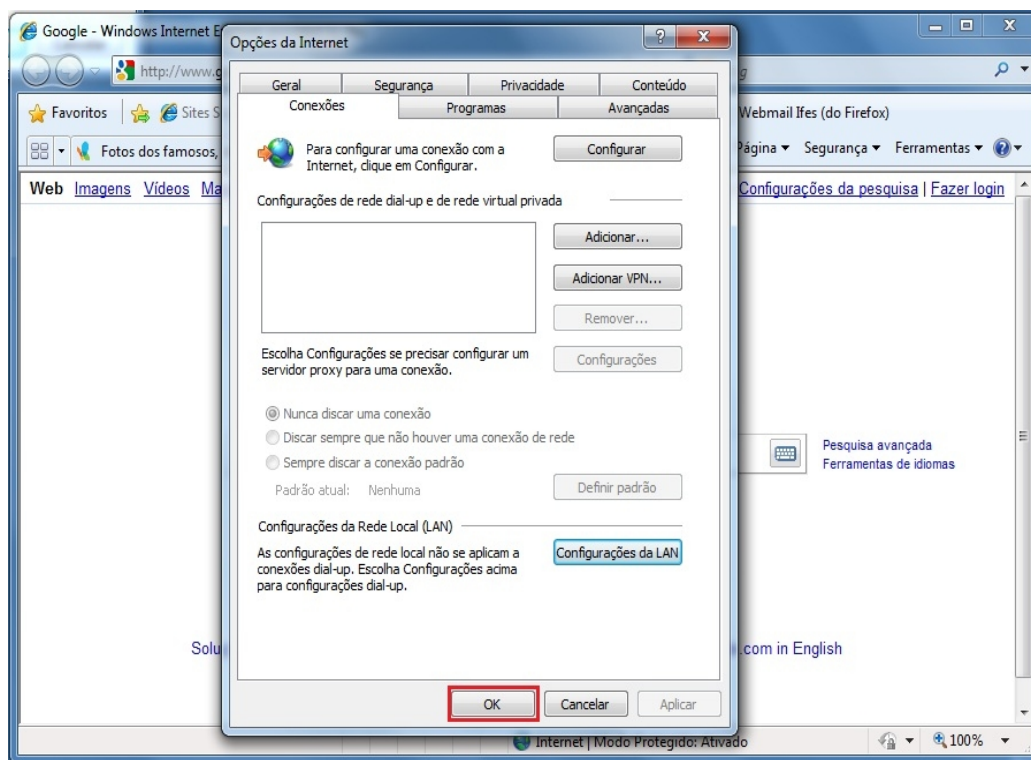 Google - Windows Internet E
Opções da Internet
http://www.g
g
Favoritos
Sites S
Webmail Ifes (do Firefox)
Fotos dos famosos,
Página
Segurança
Ferramentas
Web Imagens Vídeos Ma
Configurações da pesquisa | Fazer login
Geral
Segurança
Privacidade
Conteúdo
Conexões
Programas
Avançadas
Para configurar uma conexão com a
Internet, clique em Configurar.
Configurar
Configurações de rede dial-up e de rede virtual privada
Adicionar...
Adicionar VPN...
Remover...
Escolha Configurações se precisar configurar um
servidor proxy para uma conexão.
Configurações
Nunca discar uma conexão
Discar sempre que não houver uma conexão de rede
Sempre discar a conexão padrão
Padrão atual: Nenhuma
Definir padrão
Pesquisa avançada
Ferramentas de idiomas
Configurações da Rede Local (LAN)
As configurações de rede local não se aplicam a
conexões dial-up. Escolha Configurações acima
para configurações dial-up.
Configurações da LAN
Solu
.com in English
OK
Cancelar
Aplicar
Internet | Modo Protegido: Ativado
100%